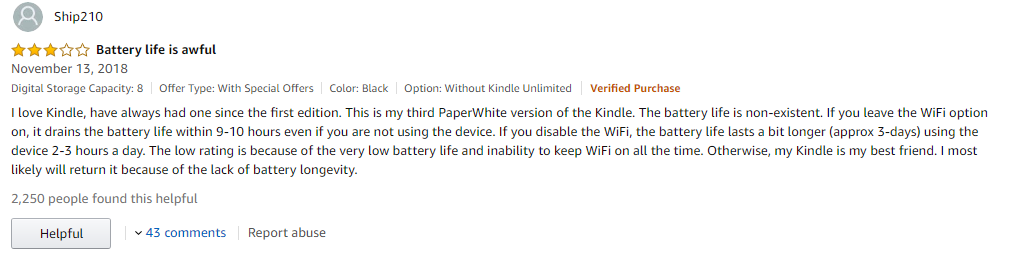 Ship210
Battery life is awful
November 13, 2018
Digital Storage Capacity: 8 | Offer Type: With Special Offers | Color: Black | Option: Without Kindle Unlimited | Verified Purchase
I love Kindle, have always had one since the first edition. This is my third PaperWhite version of the Kindle. The battery life is non-existent. If you leave the WiFi option
on, it drains the battery life within 9-10 hours even if you are not using the device. If you disable the WiFi, the battery life lasts a bit longer (approx 3-days) using the
device 2-3 hours a day. The low rating is because of the very low battery life and inability to keep WiFi on all the time. Otherwise, my Kindle is my best friend. I most
likely will return it because of the lack of battery longevity.
2,250 people found this helpful
Helpful | 43 comments | Report abuse